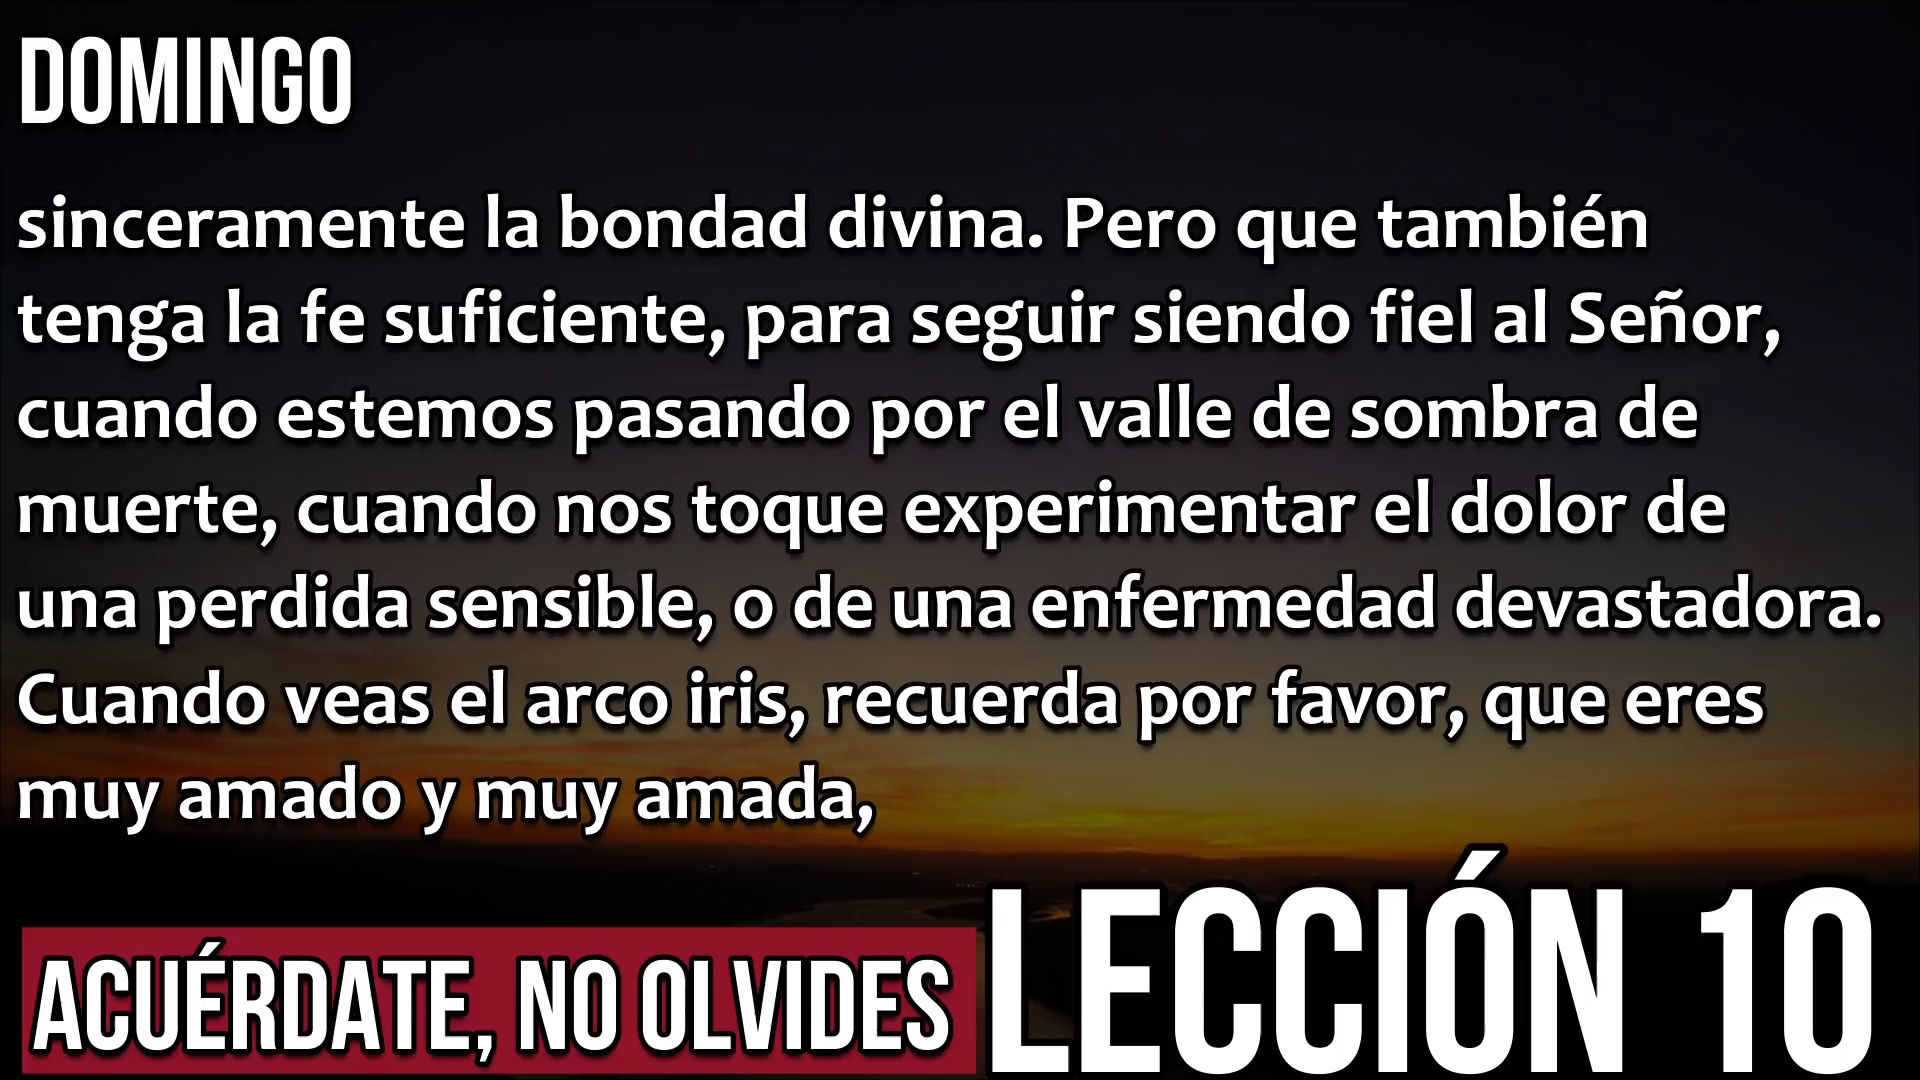 DOMINGO
sinceramente la bondad divina. Pero que también
tenga la fe suficiente, para seguir siendo fiel al Señor,
cuando estemos pasando por el valle de sombra de
muerte, cuando nos toque experimentar el dolor de
una perdida sensible, o de una enfermedad devastadora.
Cuando veas el arco iris, recuerda por favor, que eres
muy amado y muy amada,
ACUÉRDATE, NO OLVIDES
LECCIÓN 10